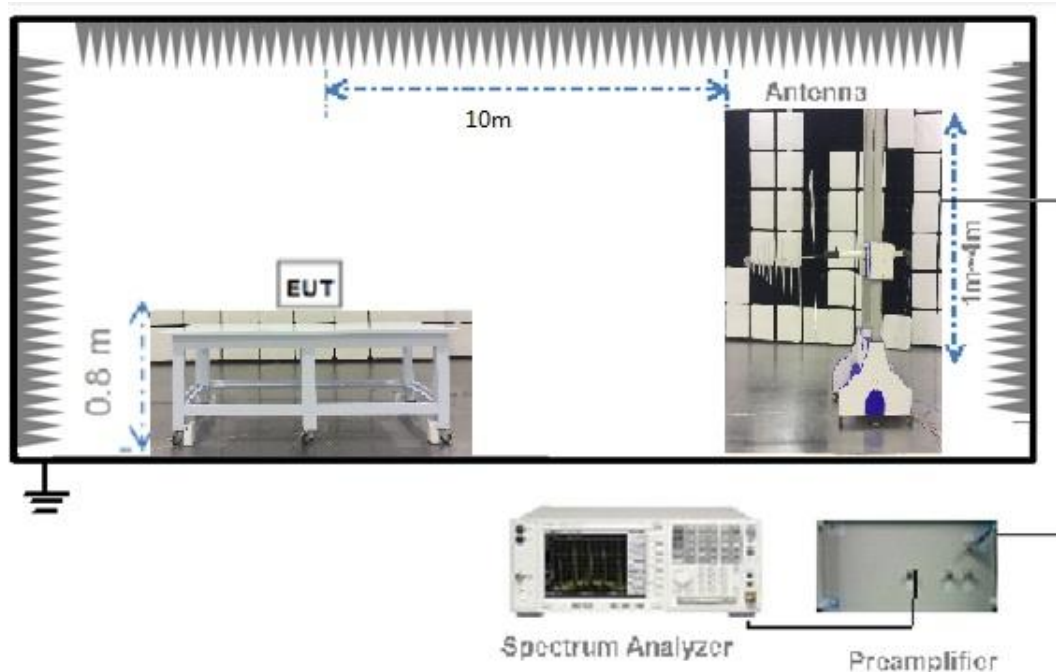 10m
Antenna
1m-4m
EUT
0.8 m
Spectrum Analyzer
Preamplifier